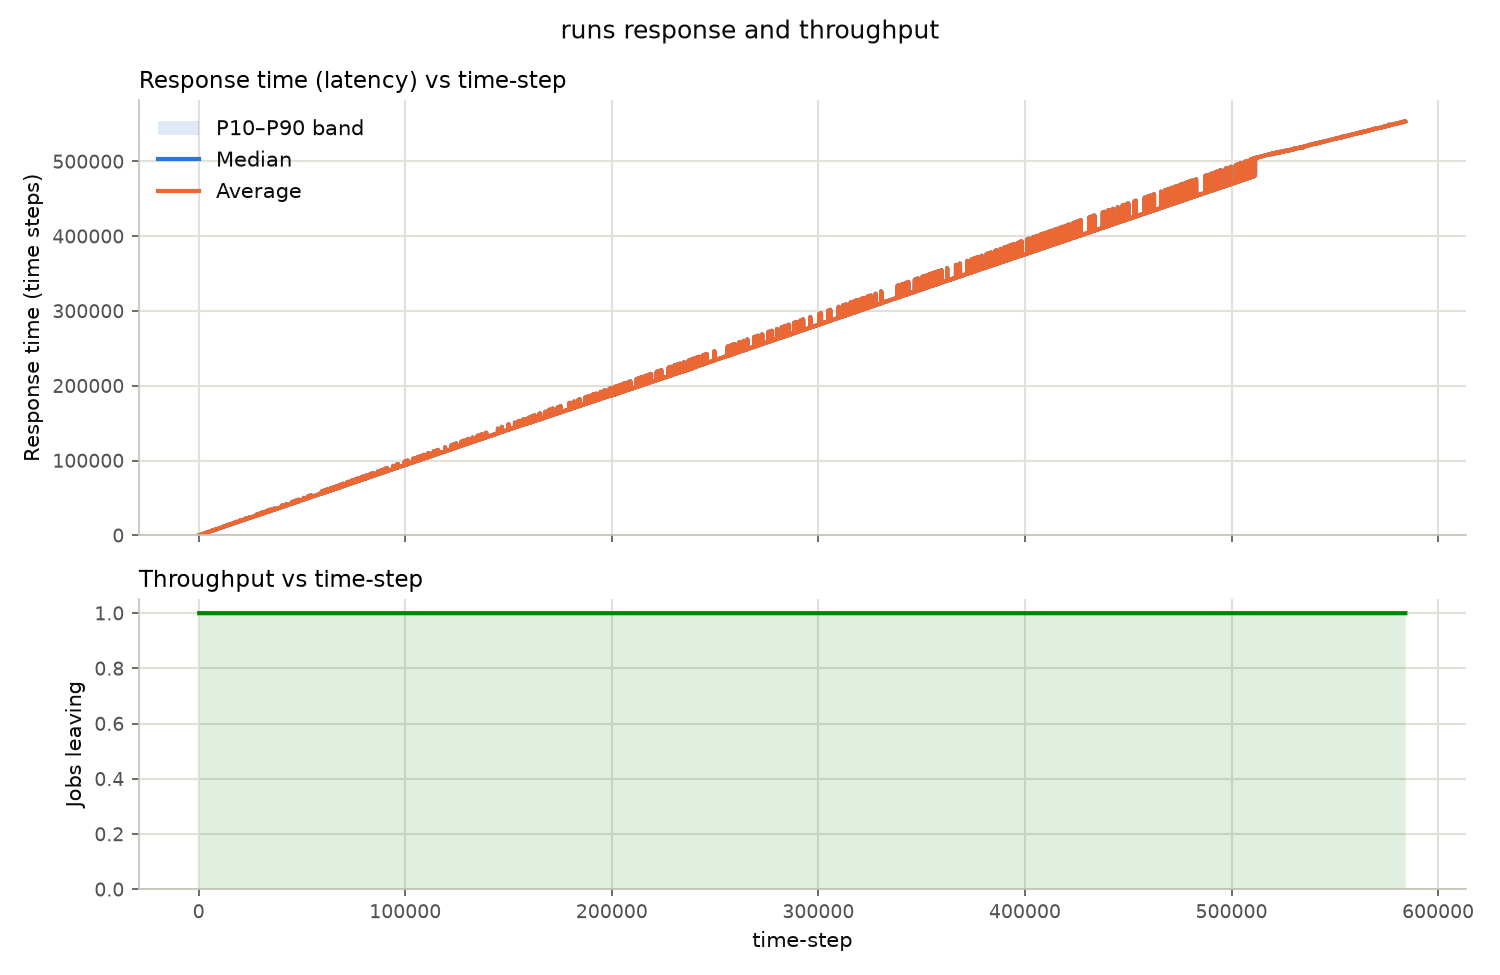 runs response and throughput
Response time (latency) vs time-step
P10–P90 band
Median
Average
Response time (time steps)
500000
400000
300000
200000
100000
0
Throughput vs time-step
Jobs leaving
1.0
0.8
0.6
0.4
0.2
0.0
0 100000 200000 300000 400000 500000 600000
time-step